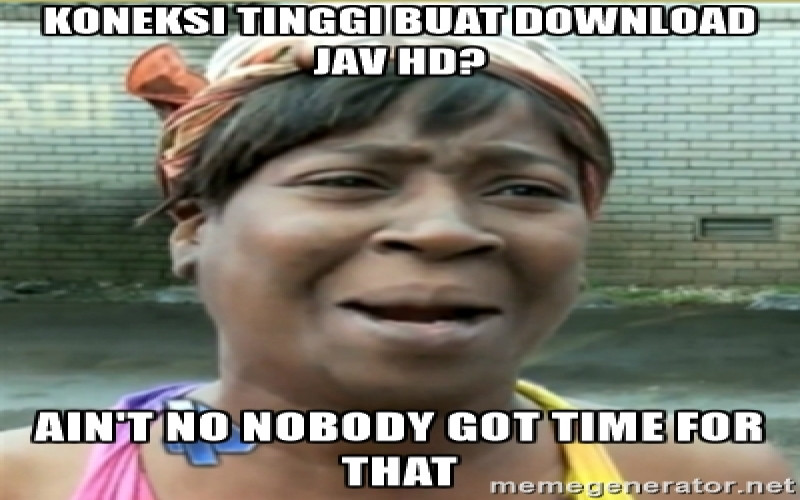 KONEKSI TINGGI BUAT DOWNLOAD
JAV HD?
AIN'T NO NOBODY GOT TIME FOR
THAT
memegenerator.net